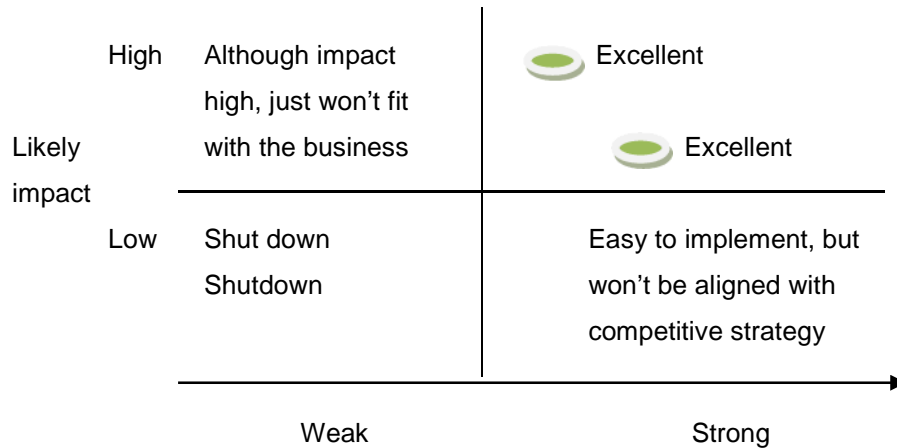 High Although impact Excellent
high, just won’t fit
Likely with the business Excellent
impact
Low Shut down Easy to implement, but
Shutdown won’t be aligned with
competitive strategy
Weak Strong